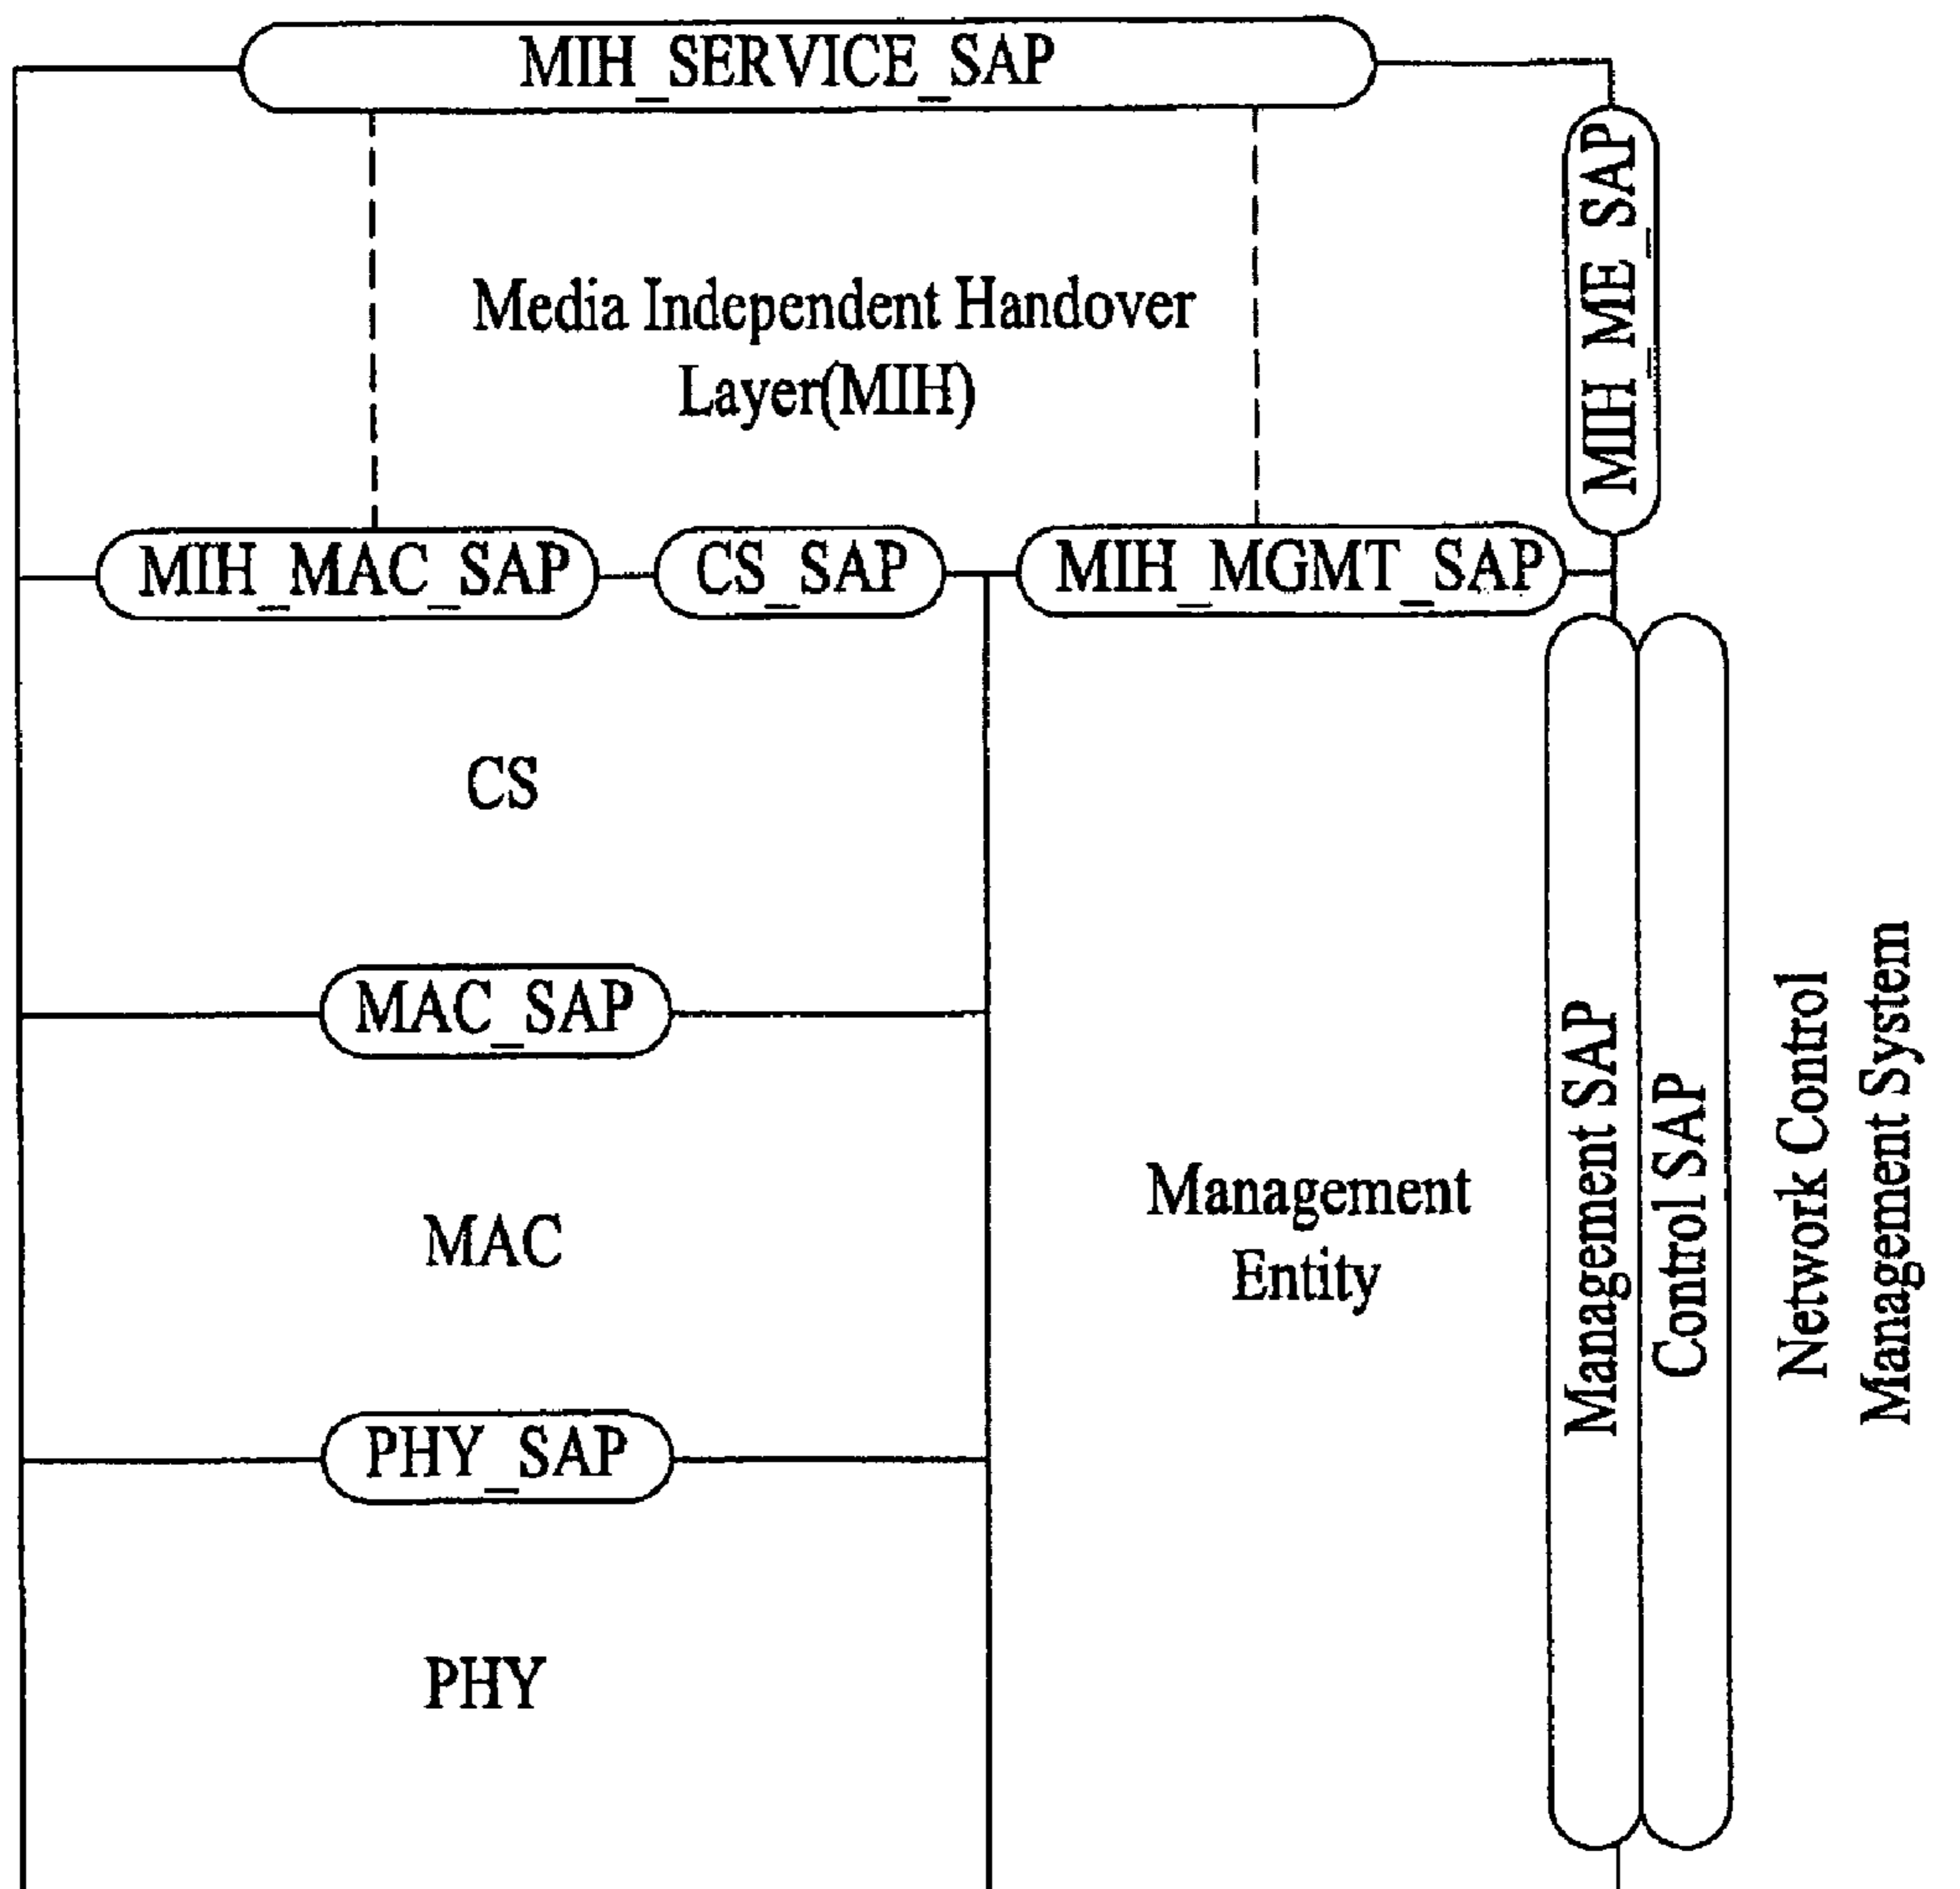 MIH_SERVICE_SAP
MIH_ME_SAP
Media Independent Handover
Layer(MIH)
MIH_MAC_SAP
CS_SAP
MIH_MGMT_SAP
CS
MAC_SAP
MAC
Management
Entity
Management SAP
Control SAP
Network Control
Management System
PHY_SAP
PHY